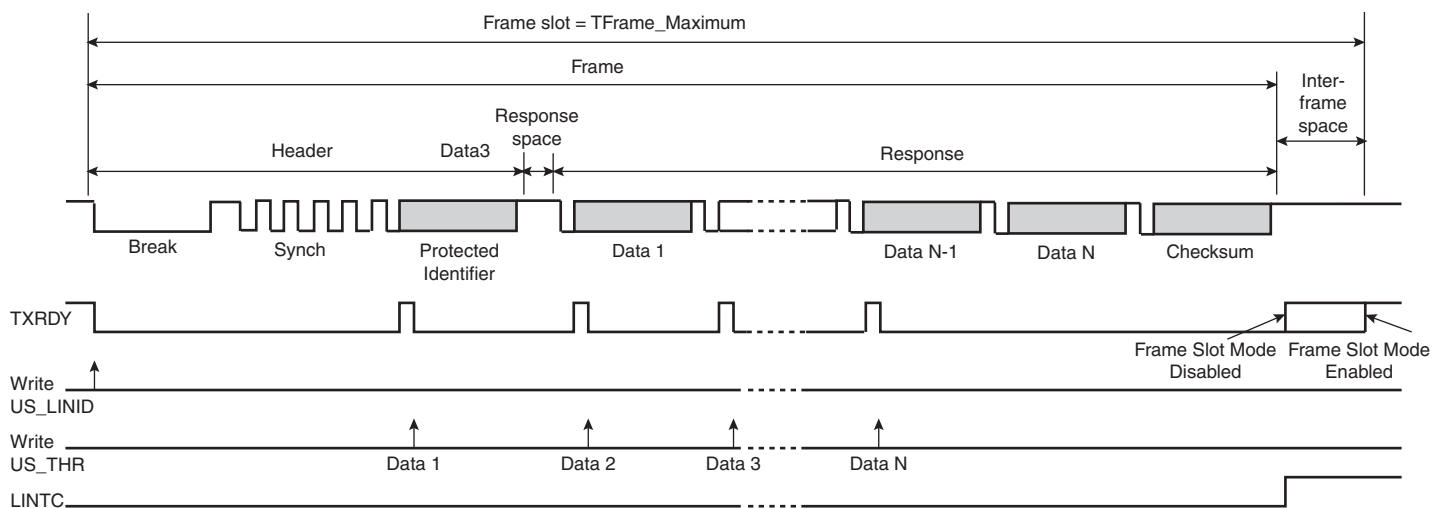 Frame slot = TFrame_Maximum
Frame
Inter-
frame
space
Response
space
Header
Data3
Response
Break
Synch
Protected
Identifier
Data 1
Data N-1
Data N
Checksum
TXRDY
Frame Slot Mode
Disabled
Frame Slot Mode
Enabled
Write
US_LINID
Write
US_THR
Data 1
Data 2
Data 3
Data N
LINTC